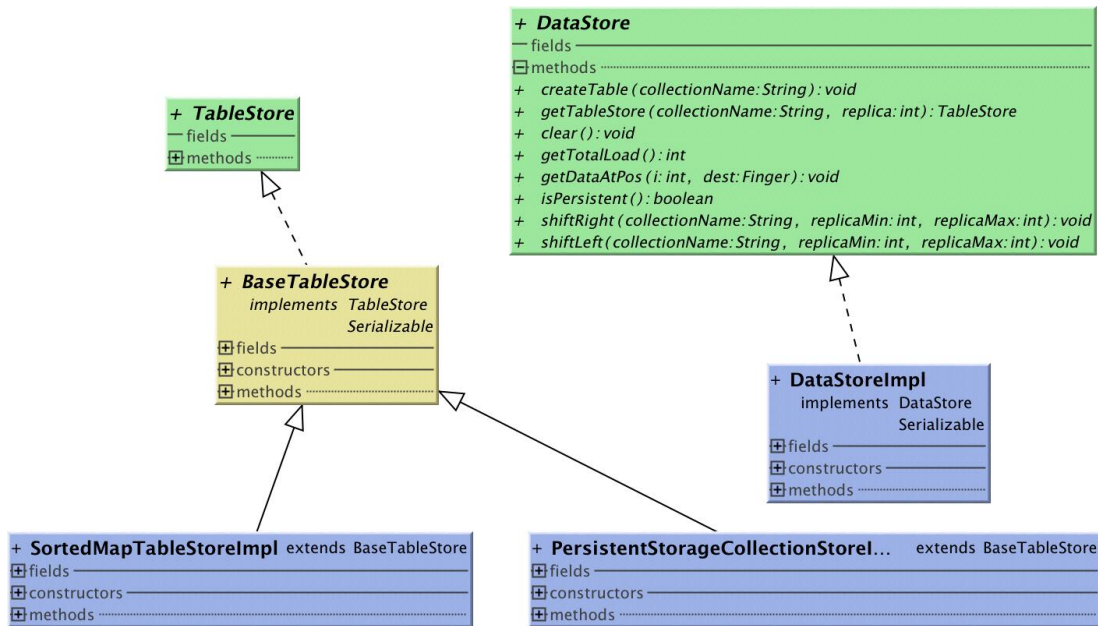 + DataStore
fields
methods
+ createTable(collectionName:String):void
+ getTableStore(collectionName:String, replica:int):TableStore
+ clear():void
+ getTotalLoad():int
+ getDataAtPos(i:int, dest:Finger):void
+ isPersistent():boolean
+ shiftRight(collectionName:String, replicaMin:int, replicaMax:int):void
+ shiftLeft(collectionName:String, replicaMin:int, replicaMax:int):void
+ TableStore
fields
methods
+ BaseTableStore
implements TableStore
Serializable
fields
constructors
methods
+ DataStoreImpl
implements DataStore
Serializable
fields
constructors
methods
+ SortedMapTableStoreImpl extends BaseTableStore
fields
constructors
methods
+ PersistentStorageCollectionStoreI... extends BaseTableStore
fields
constructors
methods